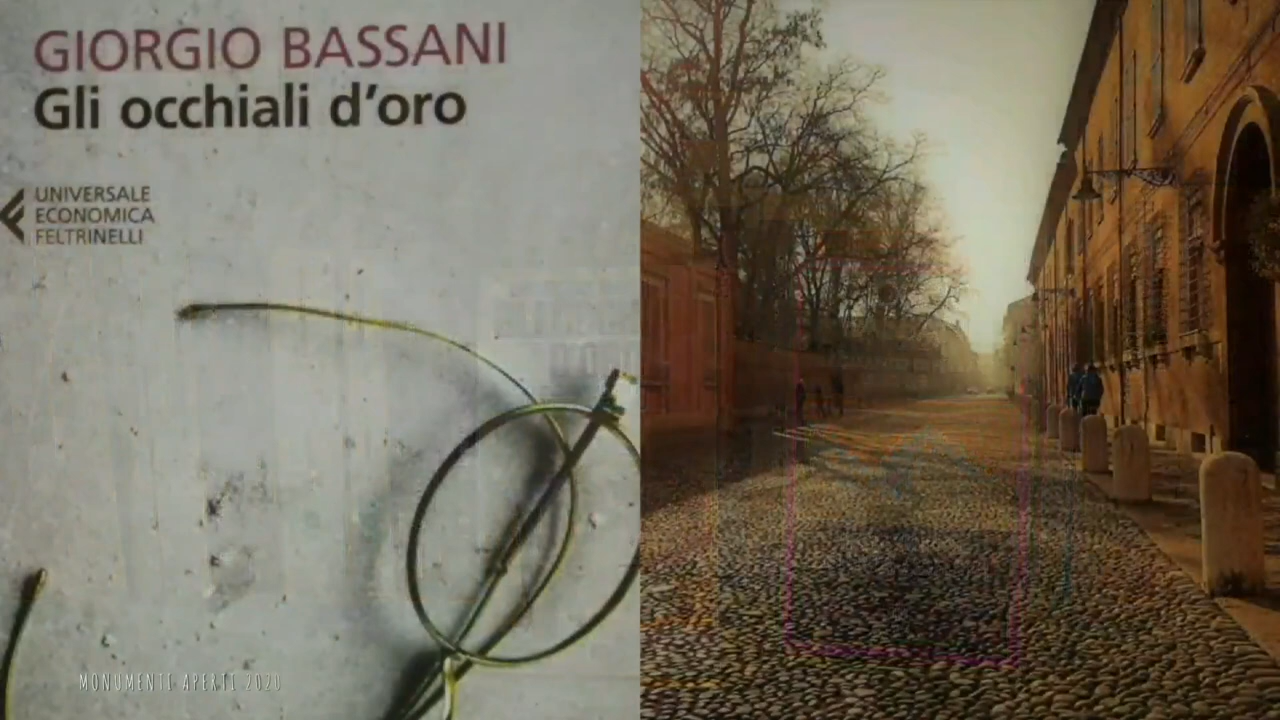 GIORGIO BASSANI
Gli occhiali d'oro
UNIVERSALE
ECONOMICA
FELTRINELLI
MONUMENTI APERTI 2020